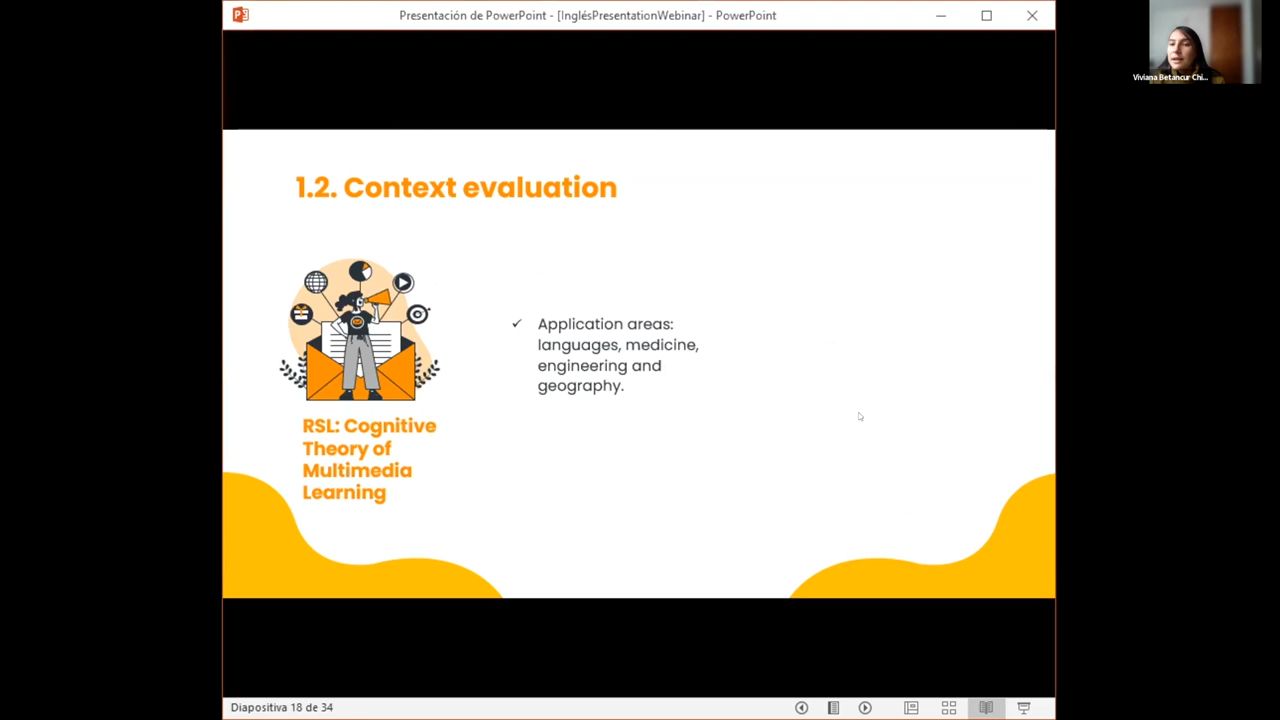 Presentación de PowerPoint - [InglésPresentationWebinar] - PowerPoint
Viviana Betancur Chi...
1.2. Context evaluation
✓ Application areas:
languages, medicine,
engineering and
geography.
RSL: Cognitive
Theory of
Multimedia
Learning
Diapositiva 18 de 34